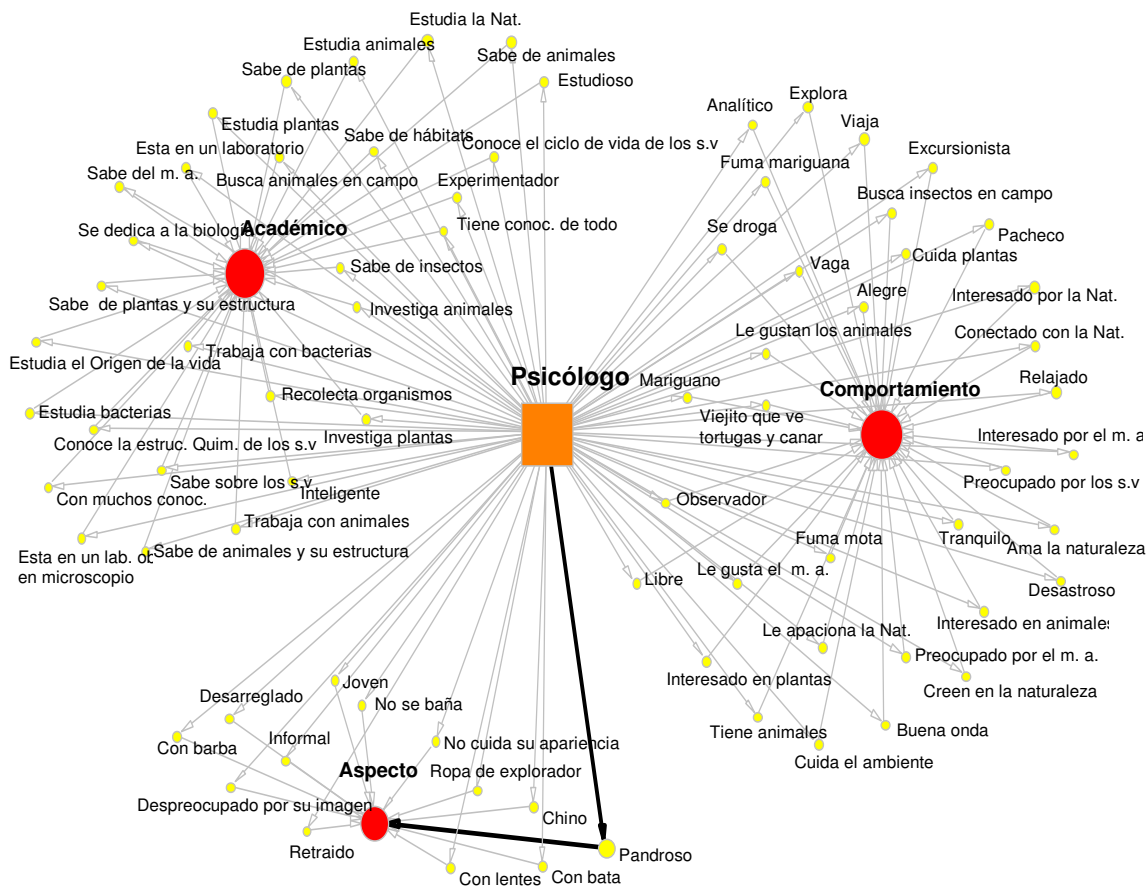 Estudia la Nat.
Estudia animales
Sabe de animales
Sabe de plantas
Estudioso
Estudia plantas
Sabe de hábitats
Conoce el ciclo de vida de los s.v
Esta en un laboratorio
Sabe del m. a.
Busca animales en campo
Experimentador
Se dedica a la biología
Académico
Tiene conoc. de todo
Sabe de insectos
Sabe  de plantas y su estructura
Investiga animales
Estudia el Origen de la vida
Trabaja con bacterias
Recolecta organismos
Estudia bacterias
Conoce la estruc. Quim. de los s.v
Investiga plantas
Sabe sobre los s.v
Con muchos conoc.
Inteligente
Trabaja con animales
Esta en un lab. ob
en microscopio
Sabe de animales y su estructura
Psicólogo
Explora
Analítico
Viaja
Excursionista
Fuma mariguana
Busca insectos en campo
Se droga
Pacheco
Cuida plantas
Vaga
Alegre
Interesado por la Nat.
Le gustan los animales
Conectado con la Nat.
Mariguano
Comportamiento
Relajado
Viejito que ve
tortugas y canar
Interesado por el m. a
Preocupado por los s.v
Observador
Tranquilo
Fuma mota
Ama la naturaleza
Libre
Le gusta el  m. a.
Desastroso
Interesado en animales
Le apaciona la Nat.
Preocupado por el m. a.
Interesado en plantas
Creen en la naturaleza
Tiene animales
Buena onda
Cuida el ambiente
Joven
Desarreglado
No se baña
Con barba
Informal
No cuida su apariencia
Aspecto
Ropa de explorador
Despreocupado por su imagen
Chino
Retraido
Pandroso
Con lentes
Con bata